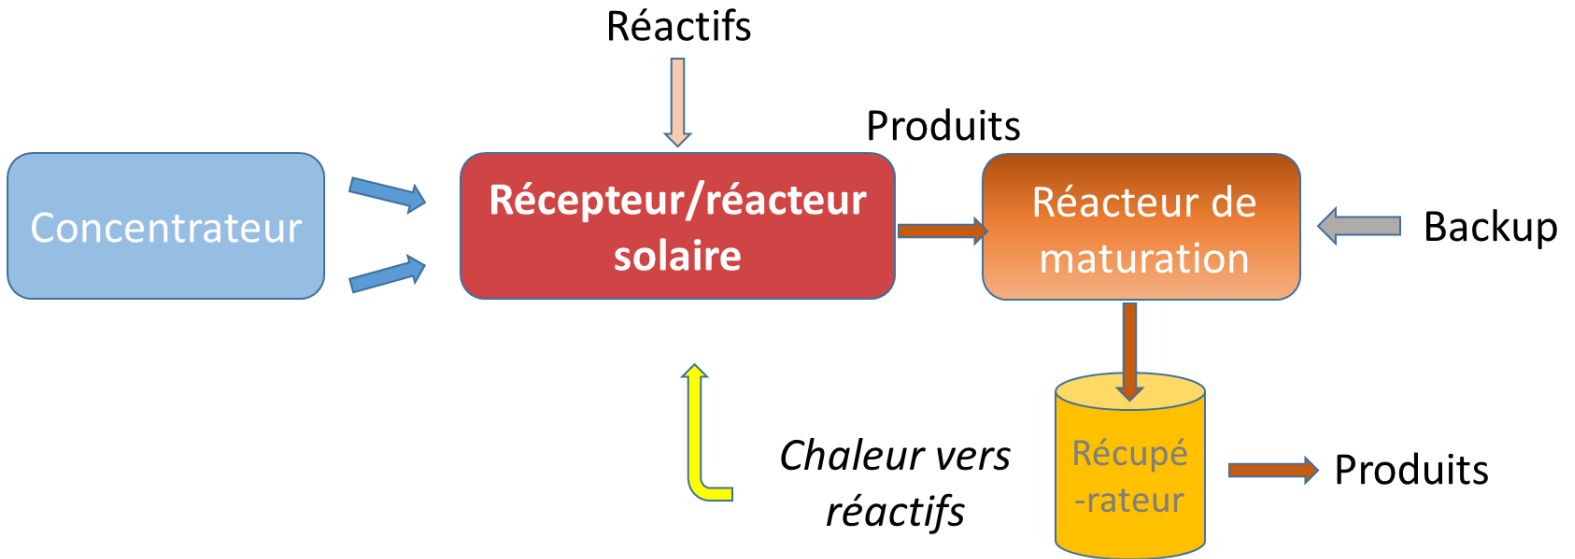 Réactifs
Produits
Concentrateur
Récepteur/réacteur
solaire
Réacteur de
maturation
Backup
Chaleur vers
réactifs
Récupé
-rateur
Produits